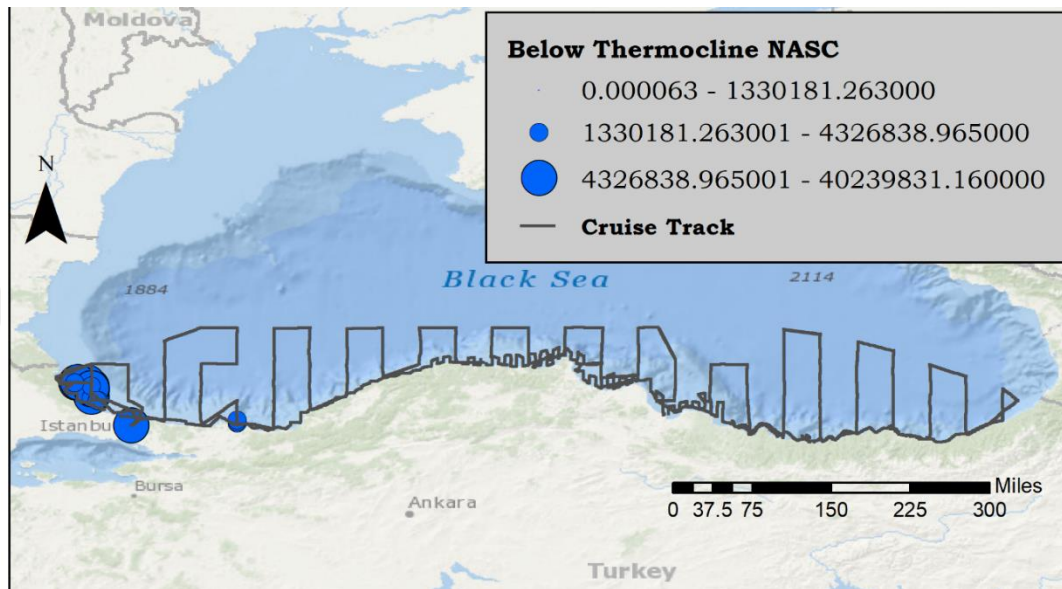 Moldova
Below Thermocline NASC
0.000063 - 1330181.263000
1330181.263001 - 4326838.965000
4326838.965001 - 40239831.160000
Cruise Track
N
Black Sea
1884
2114
Istanbu
Bursa
Ankara
Miles
0 37.5 75 150 225 300
Turkey